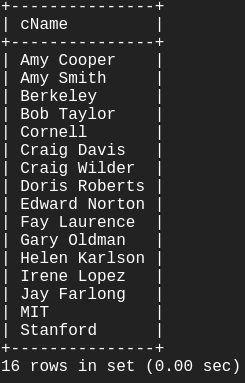 +---------------+
| cName         |
+---------------+
| Amy Cooper    |
| Amy Smith     |
| Berkeley      |
| Bob Taylor    |
| Cornell       |
| Craig Davis   |
| Craig Wilder  |
| Doris Roberts |
| Edward Norton |
| Fay Laurence  |
| Gary Oldman   |
| Helen Karlson |
| Irene Lopez   |
| Jay Farlong   |
| MIT           |
| Stanford      |
+---------------+
16 rows in set (0.00 sec)